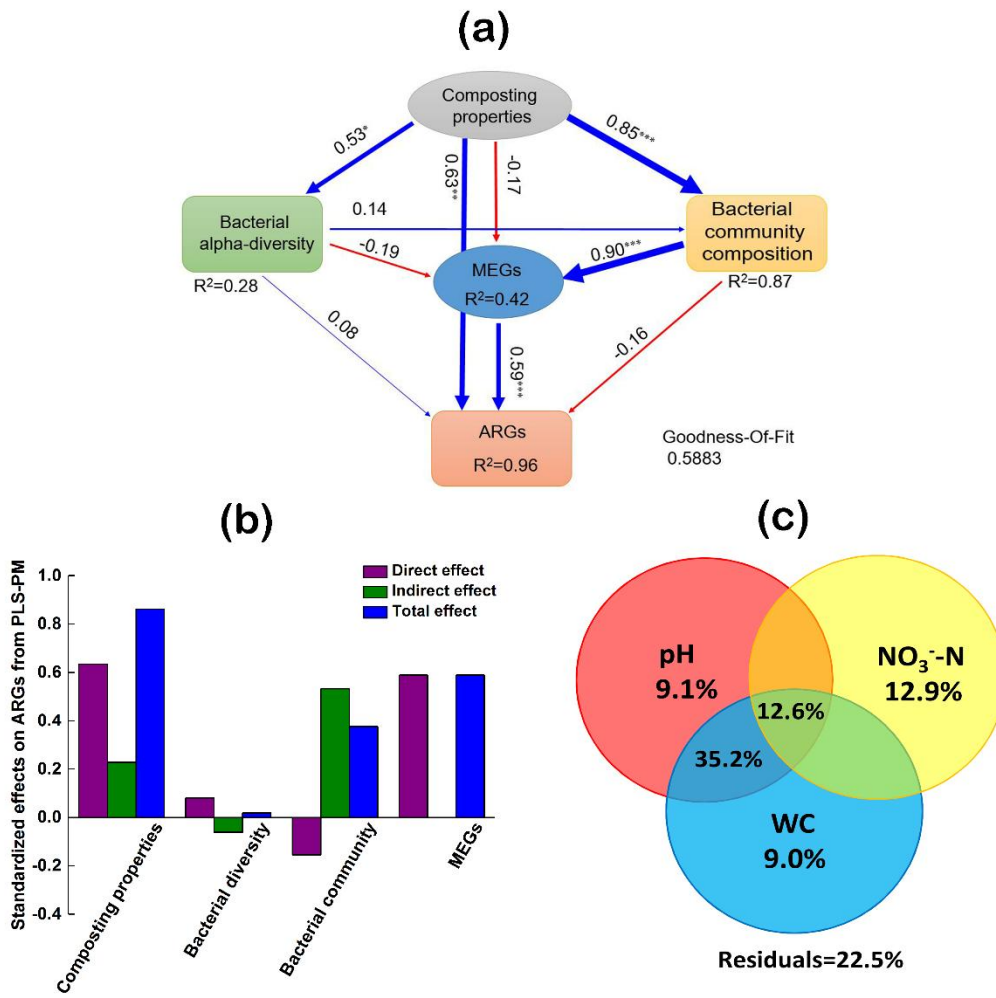 (a)
Composting
properties
0.53*
0.85***
0.63**
-0.17
Bacterial
alpha-diversity
R²=0.28
0.14
-0.19
Bacterial
community
composition
R²=0.87
0.90***
MEGs
R²=0.42
0.08
0.59***
-0.16
ARGs
R²=0.96
Goodness-Of-Fit
0.5883
(b)
Standardized effects on ARGs from PLS-PM
1.0
0.8
0.6
0.4
0.2
0.0
-0.2
-0.4
Direct effect
Indirect effect
Total effect
Composting properties
Bacterial diversity
Bacterial community
MEGs
(c)
pH
9.1%
NO₃⁻-N
12.9%
12.6%
35.2%
WC
9.0%
Residuals=22.5%